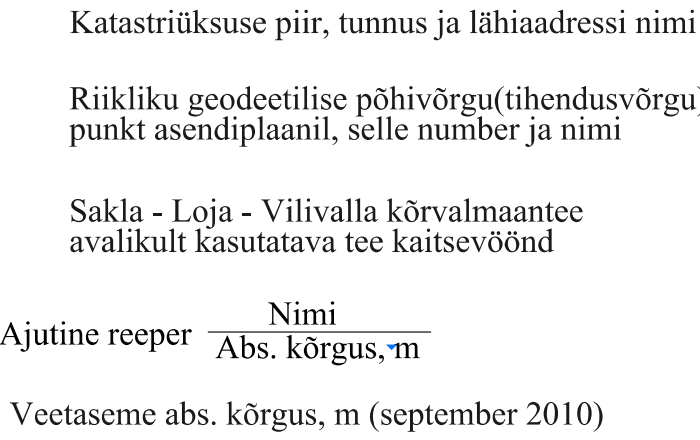 Katastriüksuse piir, tunnus ja lähiaadressi nimi
Riikliku geodeetilise põhivõrgu(tihendusvõrgu)
punkt asendiplaanil, selle number ja nimi
Sakla - Loja - Vilivalla kõrvalmaantee
avalikult kasutatava tee kaitsevöönd
Nimi
Ajutine reeper
Abs. kõrgus, m
Veetaseme abs. kõrgus, m (september 2010)